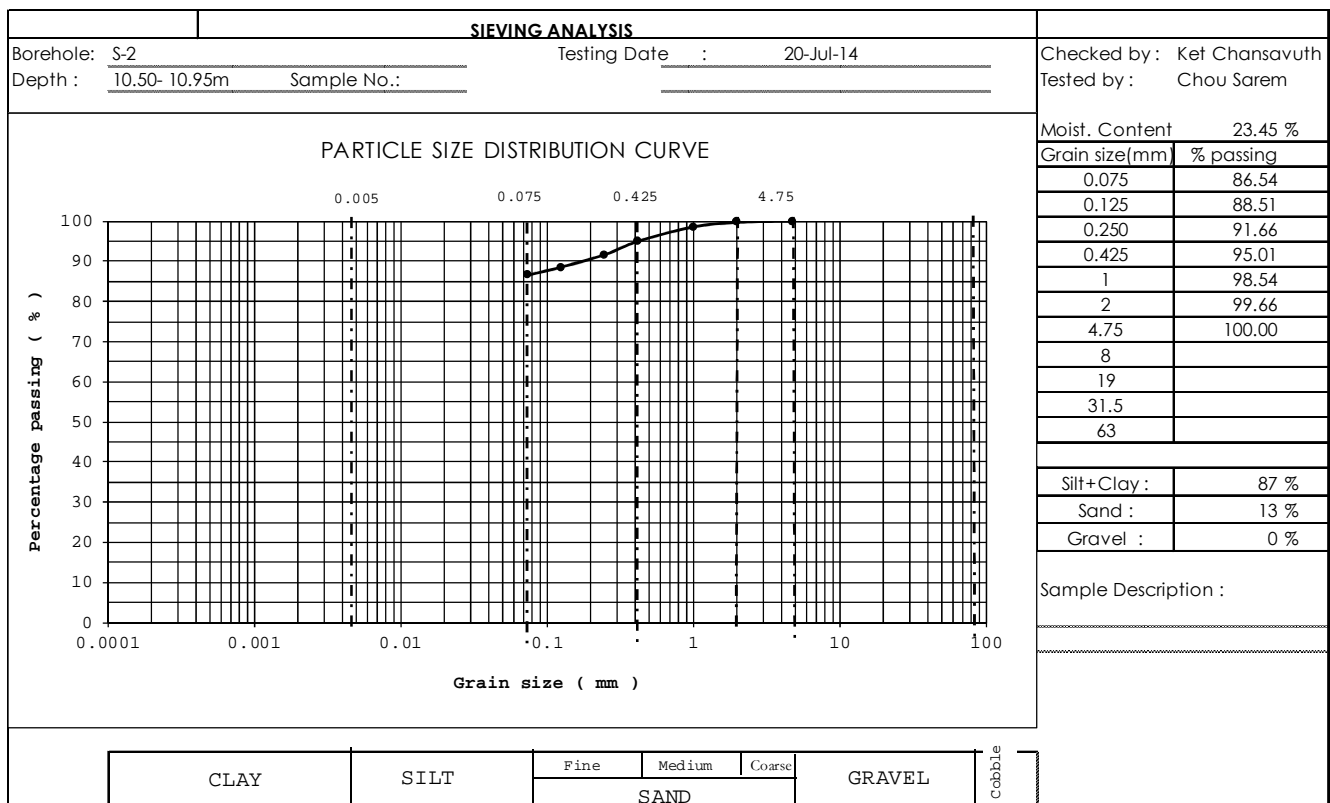 SIEVING ANALYSIS
Borehole: S-2 Testing Date : 20-Jul-14
Depth : 10.50- 10.95m Sample No.:
Checked by : Ket Chansavuth
Tested by : Chou Sarem
Moist. Content 23.45 %
Grain size(mm) % passing
0.075 86.54
0.125 88.51
0.250 91.66
0.425 95.01
1 98.54
2 99.66
4.75 100.00
8
19
31.5
63
Silt+Clay : 87 %
Sand : 13 %
Gravel : 0 %
Sample Description :
PARTICLE SIZE DISTRIBUTION CURVE
0.005 0.075 0.425 4.75
100
90
80
70
60
50
40
30
20
10
0
Percentage passing ( % )
0.0001 0.001 0.01 0.1 1 10 100
Grain size ( mm )
CLAY SILT Fine Medium Coarse GRAVEL Cobble
SAND